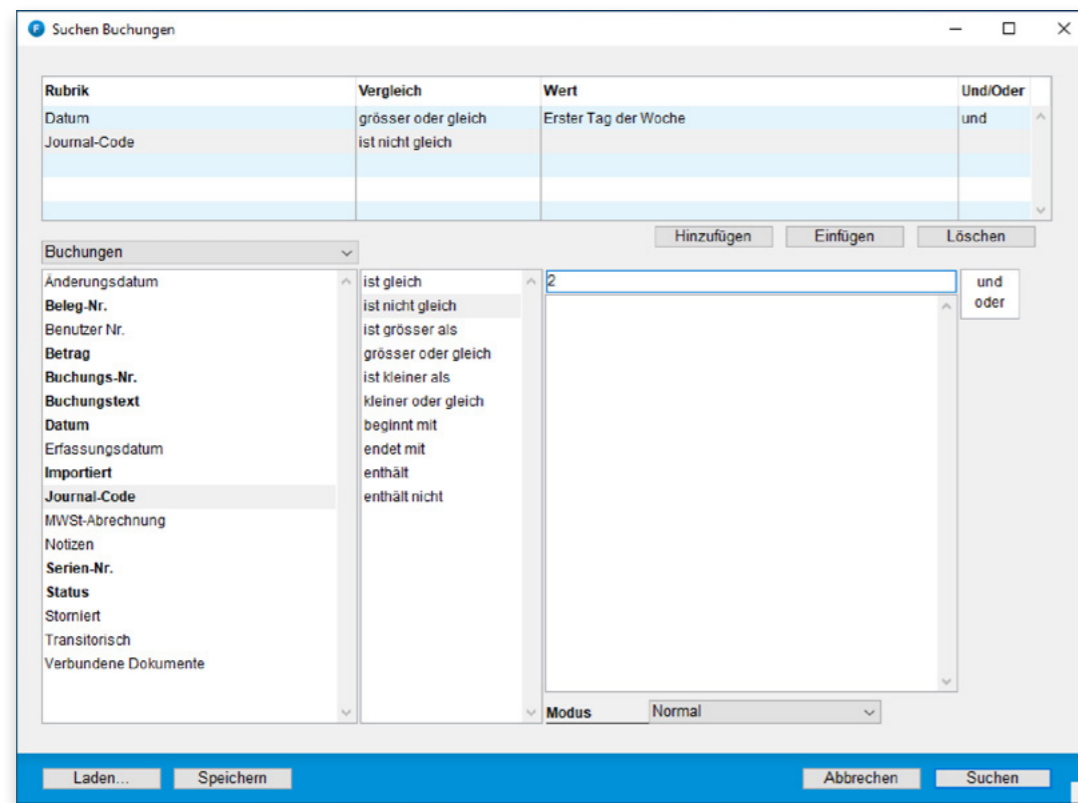 Suchen Buchungen
Rubrik Vergleich Wert Und/Oder
Datum grösser oder gleich Erster Tag der Woche und
Journal-Code ist nicht gleich
Hinzufügen Einfügen Löschen
Buchungen
Änderungsdatum ist gleich 2 und
Beleg-Nr. ist nicht gleich oder
Benutzer Nr. ist grösser als
Betrag grösser oder gleich
Buchungs-Nr. ist kleiner als
Buchungstext kleiner oder gleich
Datum beginnt mit
Erfassungsdatum endet mit
Importiert enthält
Journal-Code enthält nicht
MWSt-Abrechnung
Notizen
Serien-Nr.
Status
Storniert
Transitorisch
Verbundene Dokumente
Modus Normal
Laden... Speichern Abbrechen Suchen